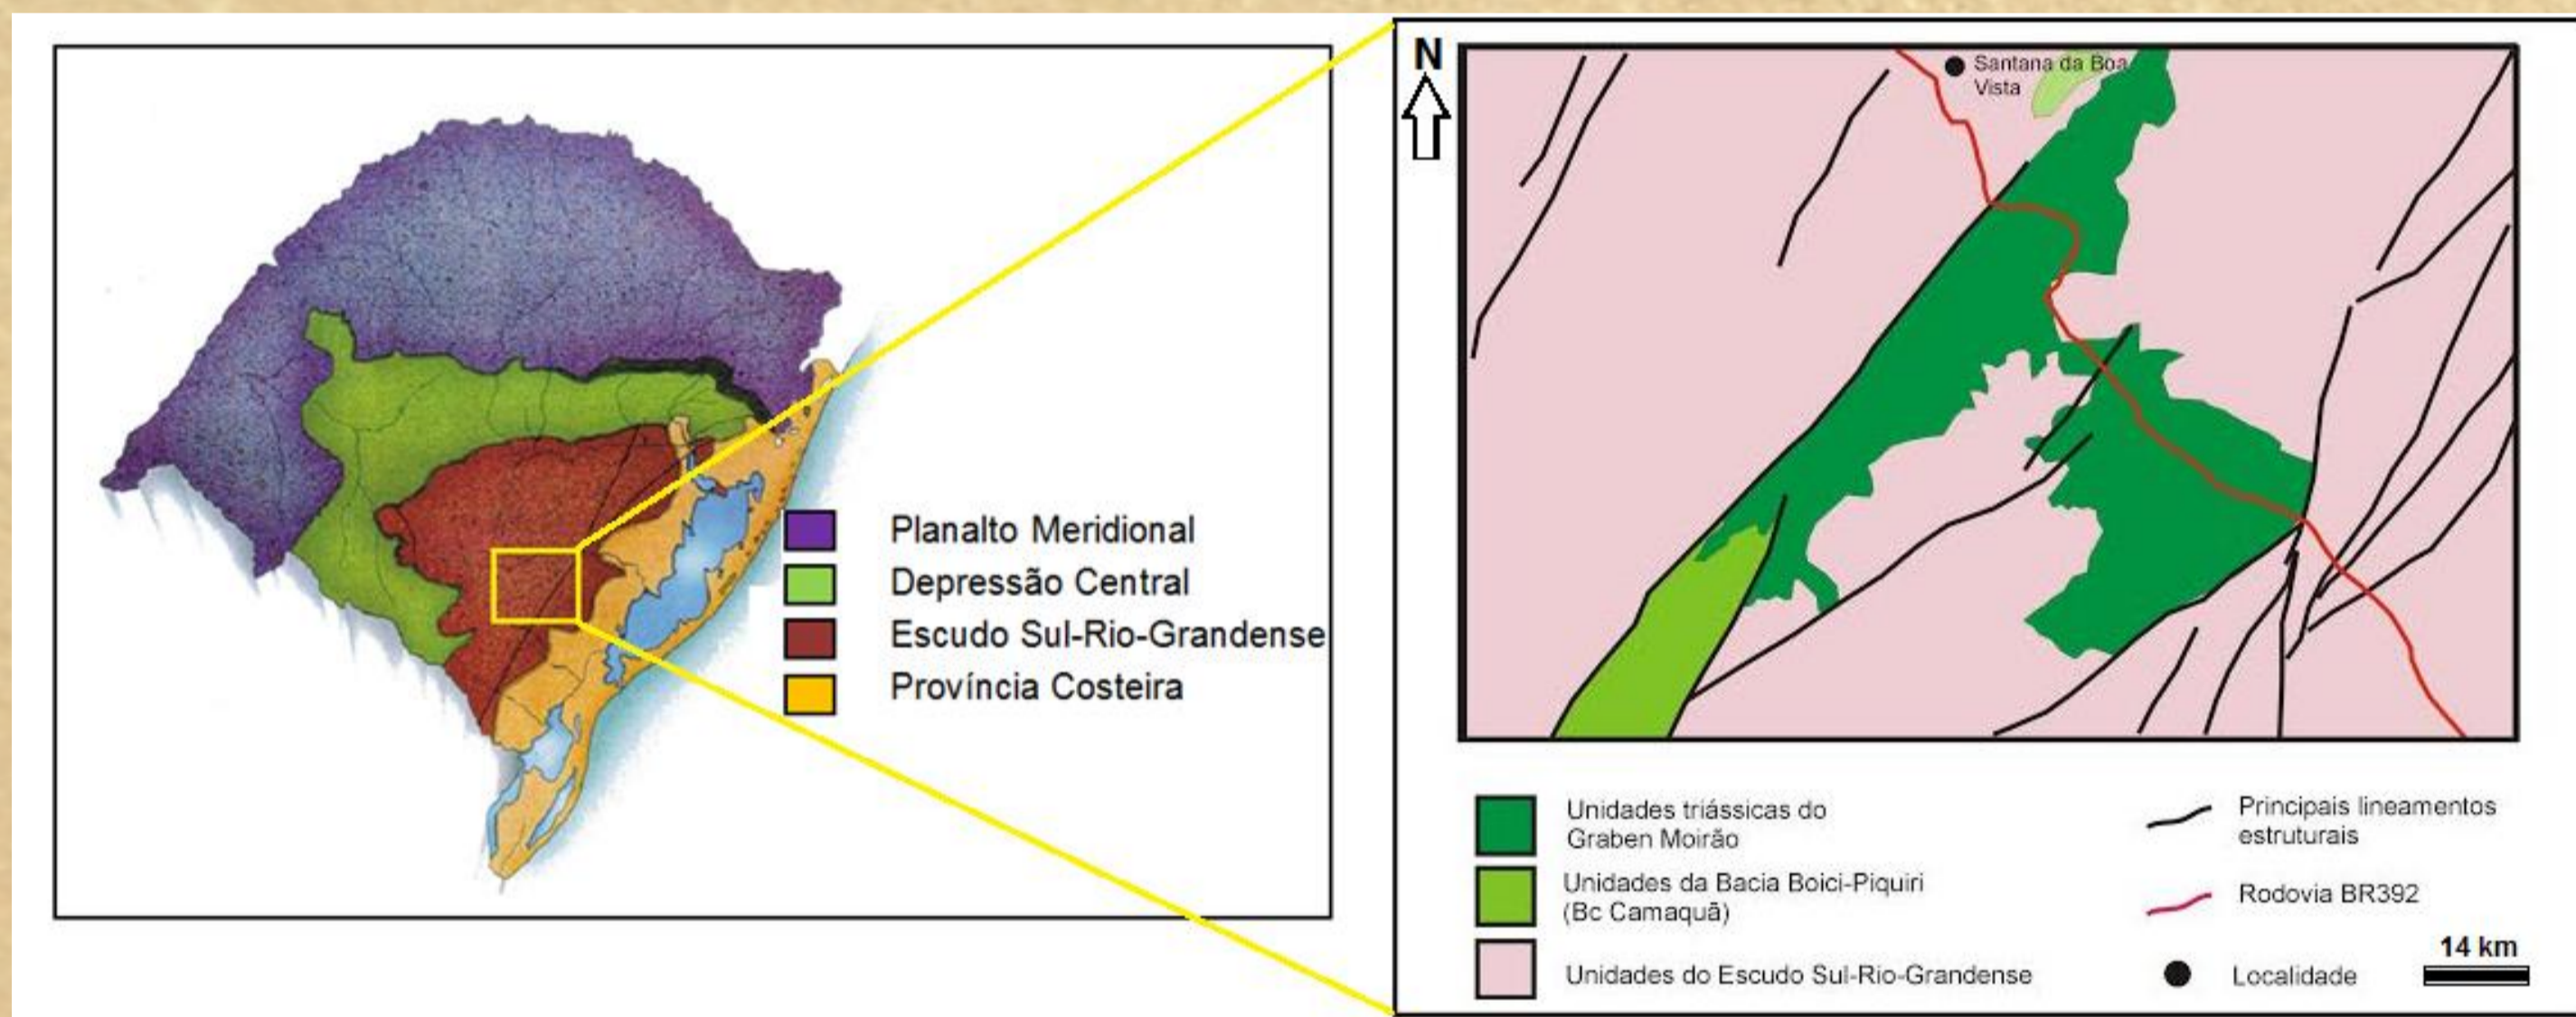 Planalto Meridional
Depressão Central
Escudo Sul-Rio-Grandense
Província Costeira
N
Santana da Boa
Vista
Unidades triássicas do
Graben Moirão
Unidades da Bacia Boici-Piquiri
(Bc Camaquã)
Unidades do Escudo Sul-Rio-Grandense
Principais lineamentos
estruturais
Rodovia BR392
Localidade
14 km